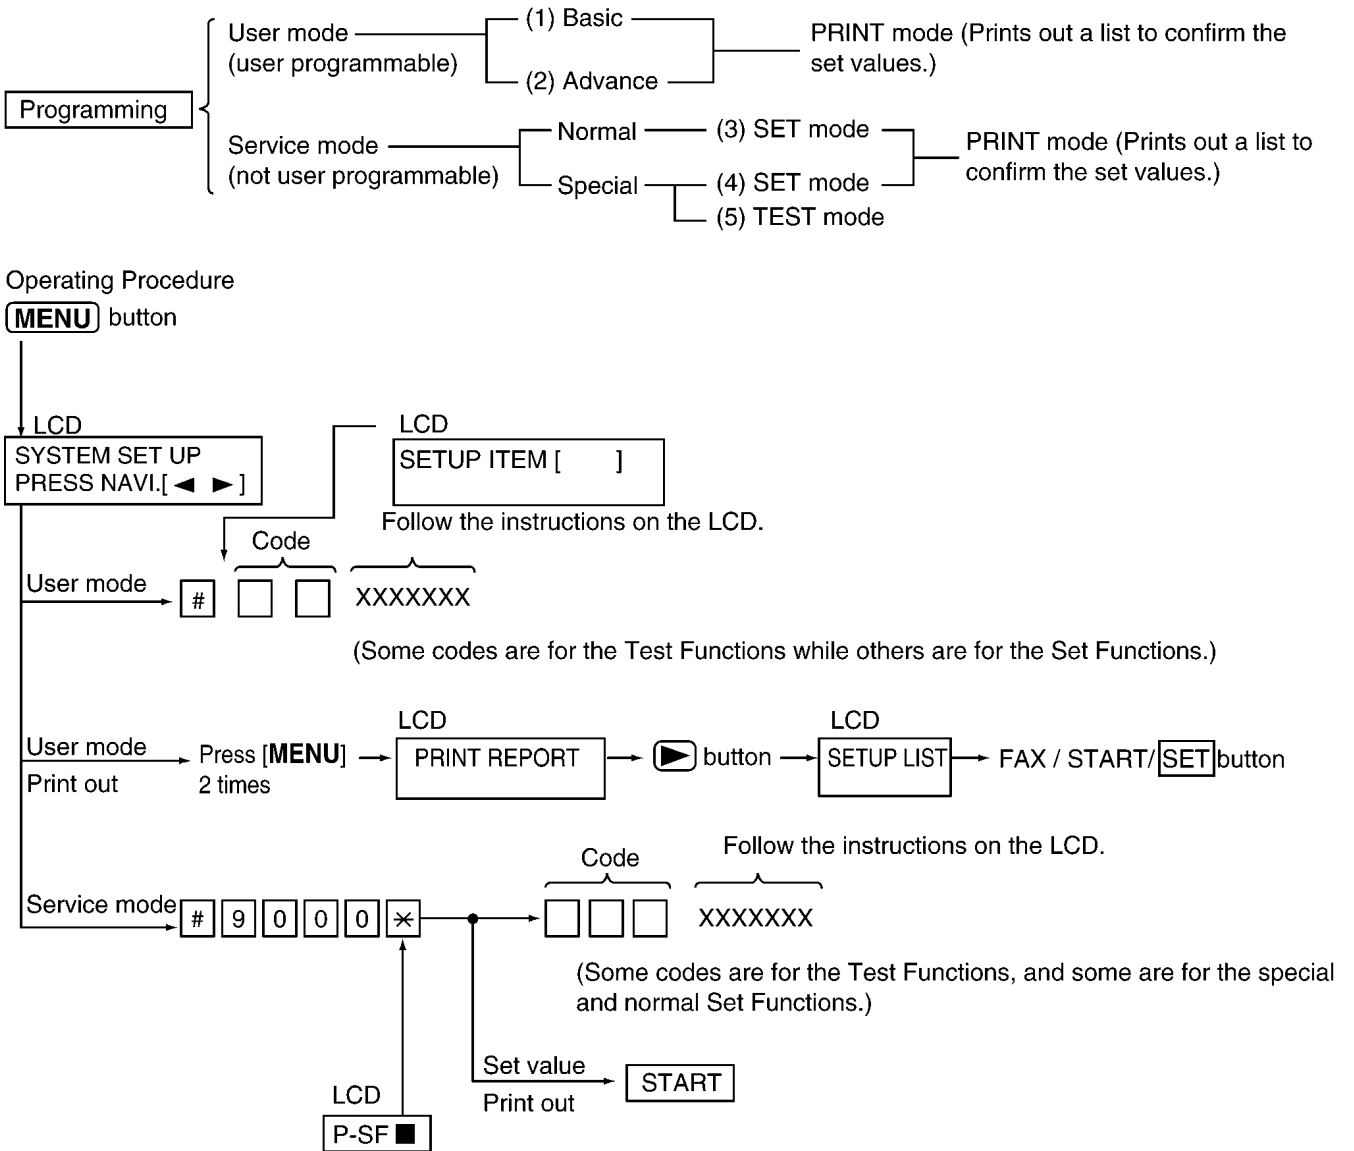 Programming
User mode
(user programmable)
(1) Basic
(2) Advance
PRINT mode (Prints out a list to confirm the
set values.)
Service mode
(not user programmable)
Normal
Special
(3) SET mode
(4) SET mode
(5) TEST mode
PRINT mode (Prints out a list to
confirm the set values.)
Operating Procedure
MENU button
LCD
SYSTEM SET UP
PRESS NAVI.[ ◀ ▶ ]
LCD
SETUP ITEM [ ]
Follow the instructions on the LCD.
Code
User mode
# XXXXXXX
(Some codes are for the Test Functions while others are for the Set Functions.)
User mode
Print out
Press [MENU]
2 times
LCD
PRINT REPORT
▶ button
LCD
SETUP LIST
FAX / START/ SET button
Follow the instructions on the LCD.
Code
Service mode
# 9 0 0 0 * XXXXXXX
(Some codes are for the Test Functions, and some are for the special
and normal Set Functions.)
Set value
Print out
START
LCD
P-SF ■